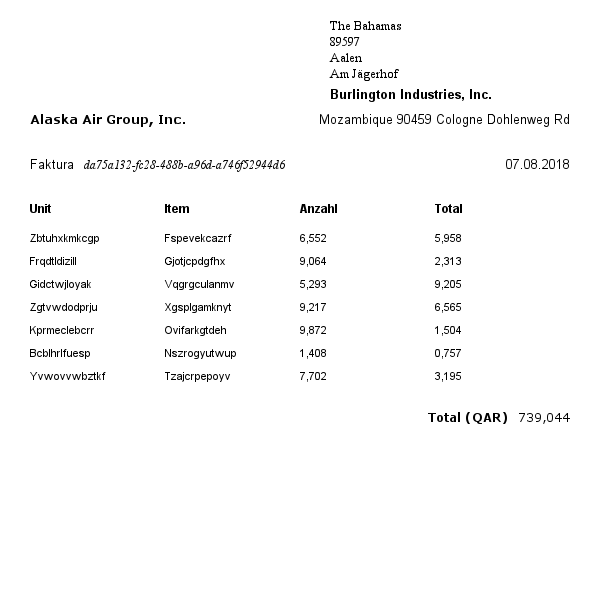 The Bahamas
89597
Aalen
Am Jägerhof
Burlington Industries, Inc.
Alaska Air Group, Inc. Mozambique 90459 Cologne Dohlenweg Rd
Faktura da75a132-fc28-488b-a96d-a746f52944d6 07.08.2018
Unit Item Anzahl Total
Zbtuhxkmkcgp Fspevekcazrf 6,552 5,958
Frqdtldizill Gjotjcpdgfhx 9,064 2,313
Gidctwjloyak Vqgrgculanmv 5,293 9,205
Zgtvwdodprju Xgsplgamknyt 9,217 6,565
Kprmeclebcrr Ovifarkgtdeh 9,872 1,504
Bcblhrlfuesp Nszrogyutwup 1,408 0,757
Yvwovvwbztkf Tzajcrpepoyv 7,702 3,195
Total (QAR) 739,044